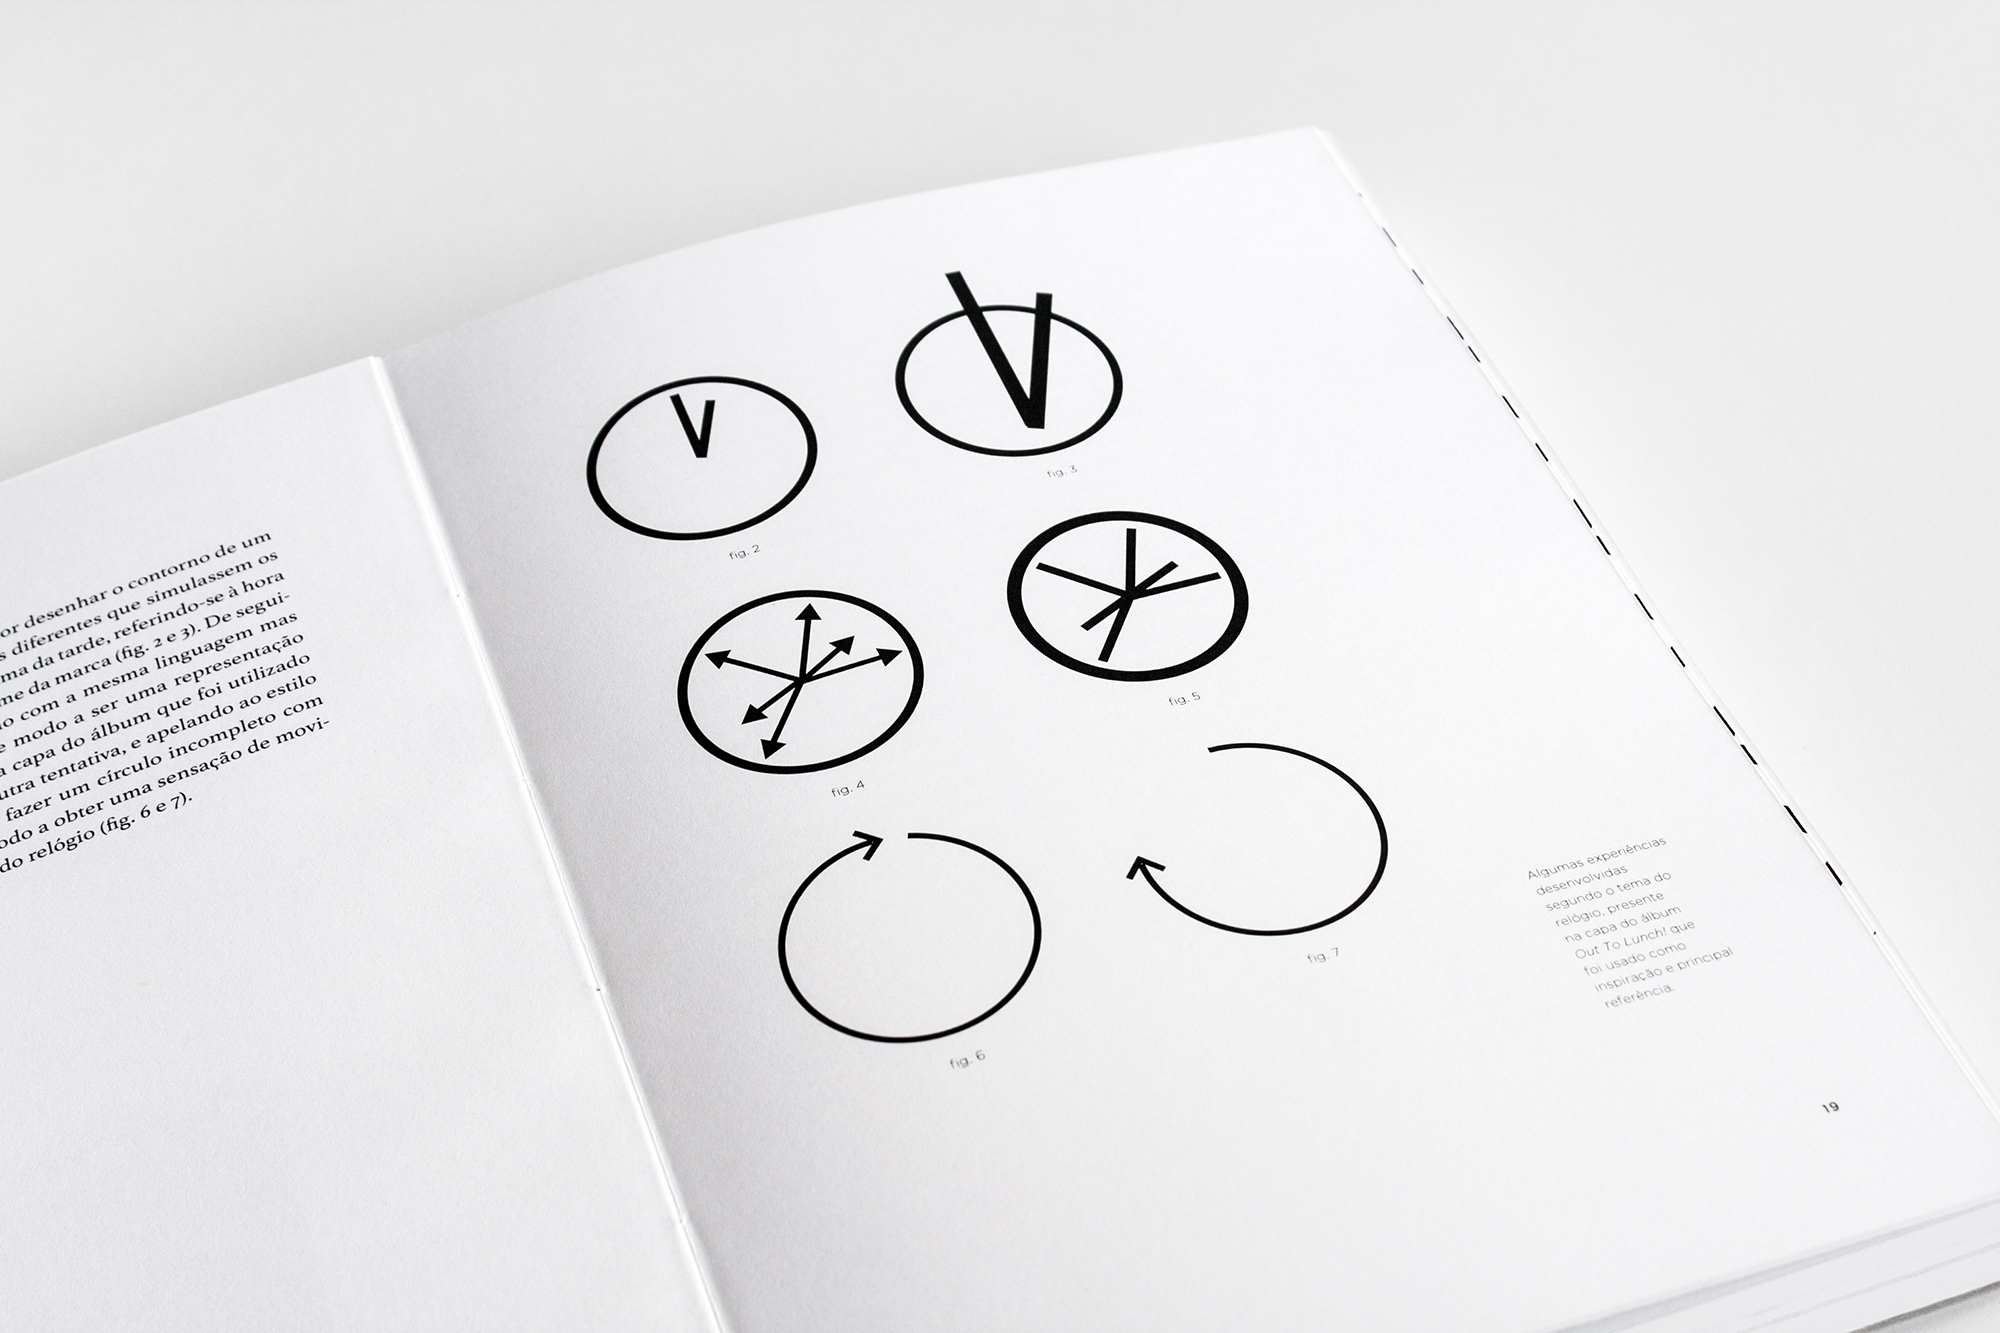 or desenhar o contorno de um
s diferentes que simulassem os
ma da tarde, referindo-se à hora
me da marca (fig. 2 e 3). De segui-
o com a mesma linguagem mas
e modo a ser uma representação
a capa do álbum que foi utilizado
utra tentativa, e apelando ao estilo
fazer um círculo incompleto com
odo a obter uma sensação de movi-
do relógio (fig. 6 e 7).
fig. 2
fig. 3
fig. 4
fig. 5
fig. 6
fig. 7
Algumas experiências
desenvolvidas
segundo o tema do
relógio, presente
na capa do álbum
Out To Lunch! que
foi usado como
inspiração e principal
referência.
19